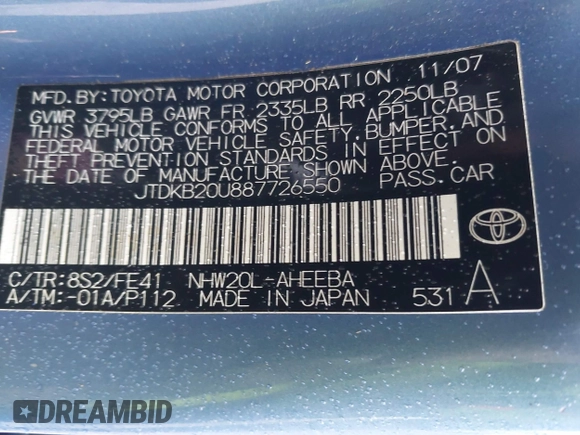 MFD. BY: TOYOTA MOTOR CORPORATION 11/07
GVWR 3795LB GAWR FR 2335LB RR 2250LB
THIS VEHICLE CONFORMS TO ALL APPLICABLE
FEDERAL MOTOR VEHICLE SAFETY, BUMPER, AND
THEFT PREVENTION STANDARDS IN EFFECT ON
THE DATE OF MANUFACTURE SHOWN ABOVE.
JTDKB20U887726550 PASS. CAR
C/TR: 8S2/FE41 NHW20L-AHEEBA
A/TM: -01A/P112 MADE IN JAPAN 531 A
DREAMBID